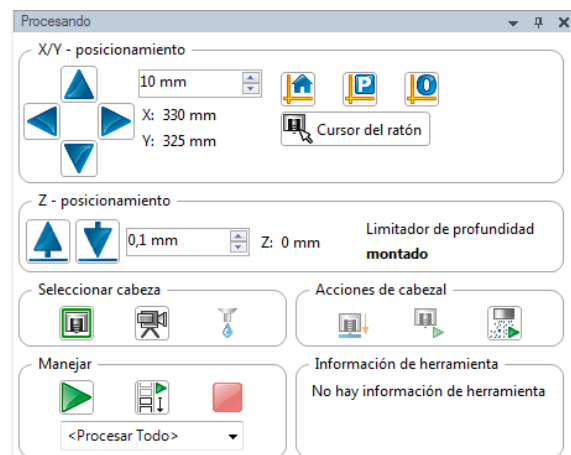 Procesando
X/Y - posicionamiento
10 mm
X: 330 mm
Y: 325 mm
P
0
Cursor del ratón
Z - posicionamiento
0,1 mm
Z: 0 mm
Limitador de profundidad
montado
Seleccionar cabeza
Acciones de cabezal
Manejar
<Procesar Todo>
Información de herramienta
No hay información de herramienta